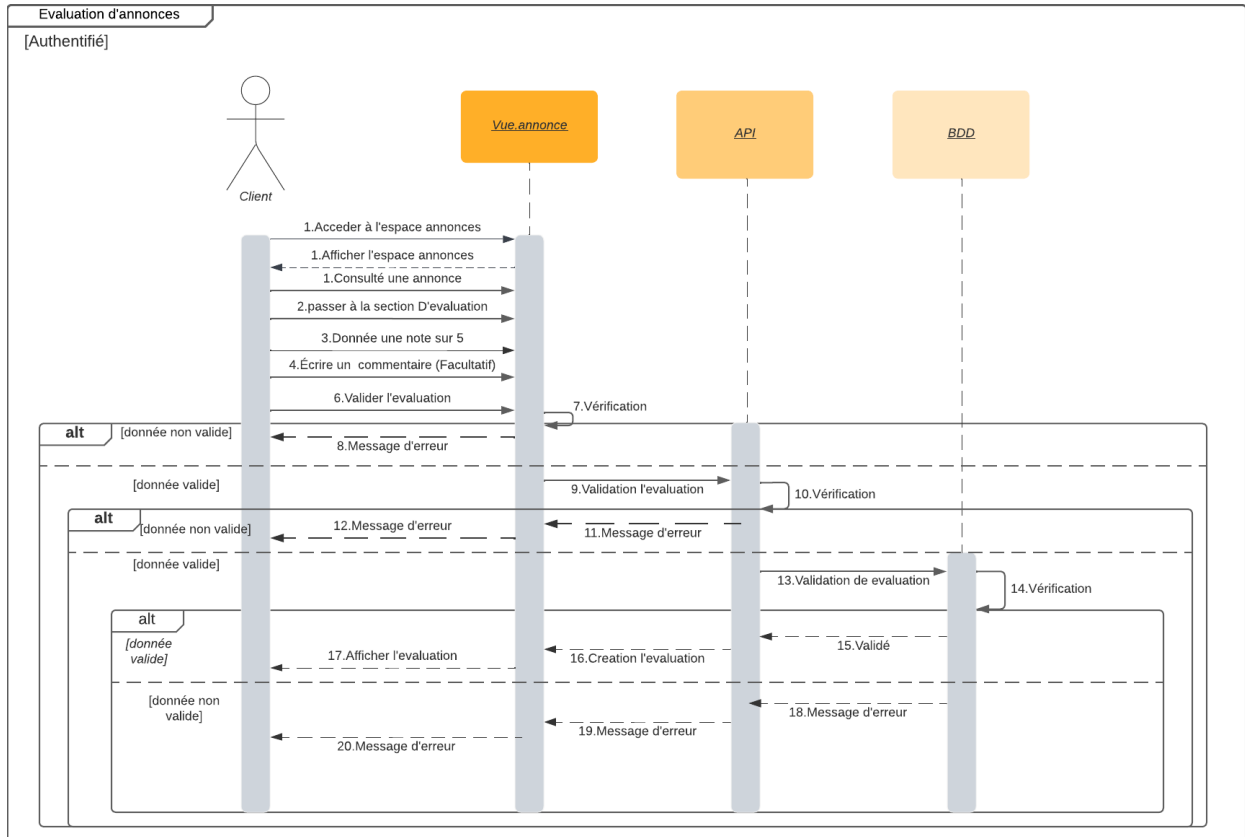 Evaluation d'annonces
[Authentifié]
Client
Vue.annonce
API
BDD
1.Acceder à l'espace annonces
1.Afficher l'espace annonces
1.Consulté une annonce
2.passer à la section D'evaluation
3.Donnée une note sur 5
4.Écrire un commentaire (Facultatif)
6.Valider l'evaluation
7.Vérification
alt
[donnée non valide]
8.Message d'erreur
[donnée valide]
9.Validation l'evaluation
10.Vérification
alt
[donnée non valide]
12.Message d'erreur
11.Message d'erreur
[donnée valide]
13.Validation de evaluation
14.Vérification
alt
[donnée
valide]
15.Validé
16.Creation l'evaluation
17.Afficher l'evaluation
[donnée non
valide]
18.Message d'erreur
19.Message d'erreur
20.Message d'erreur